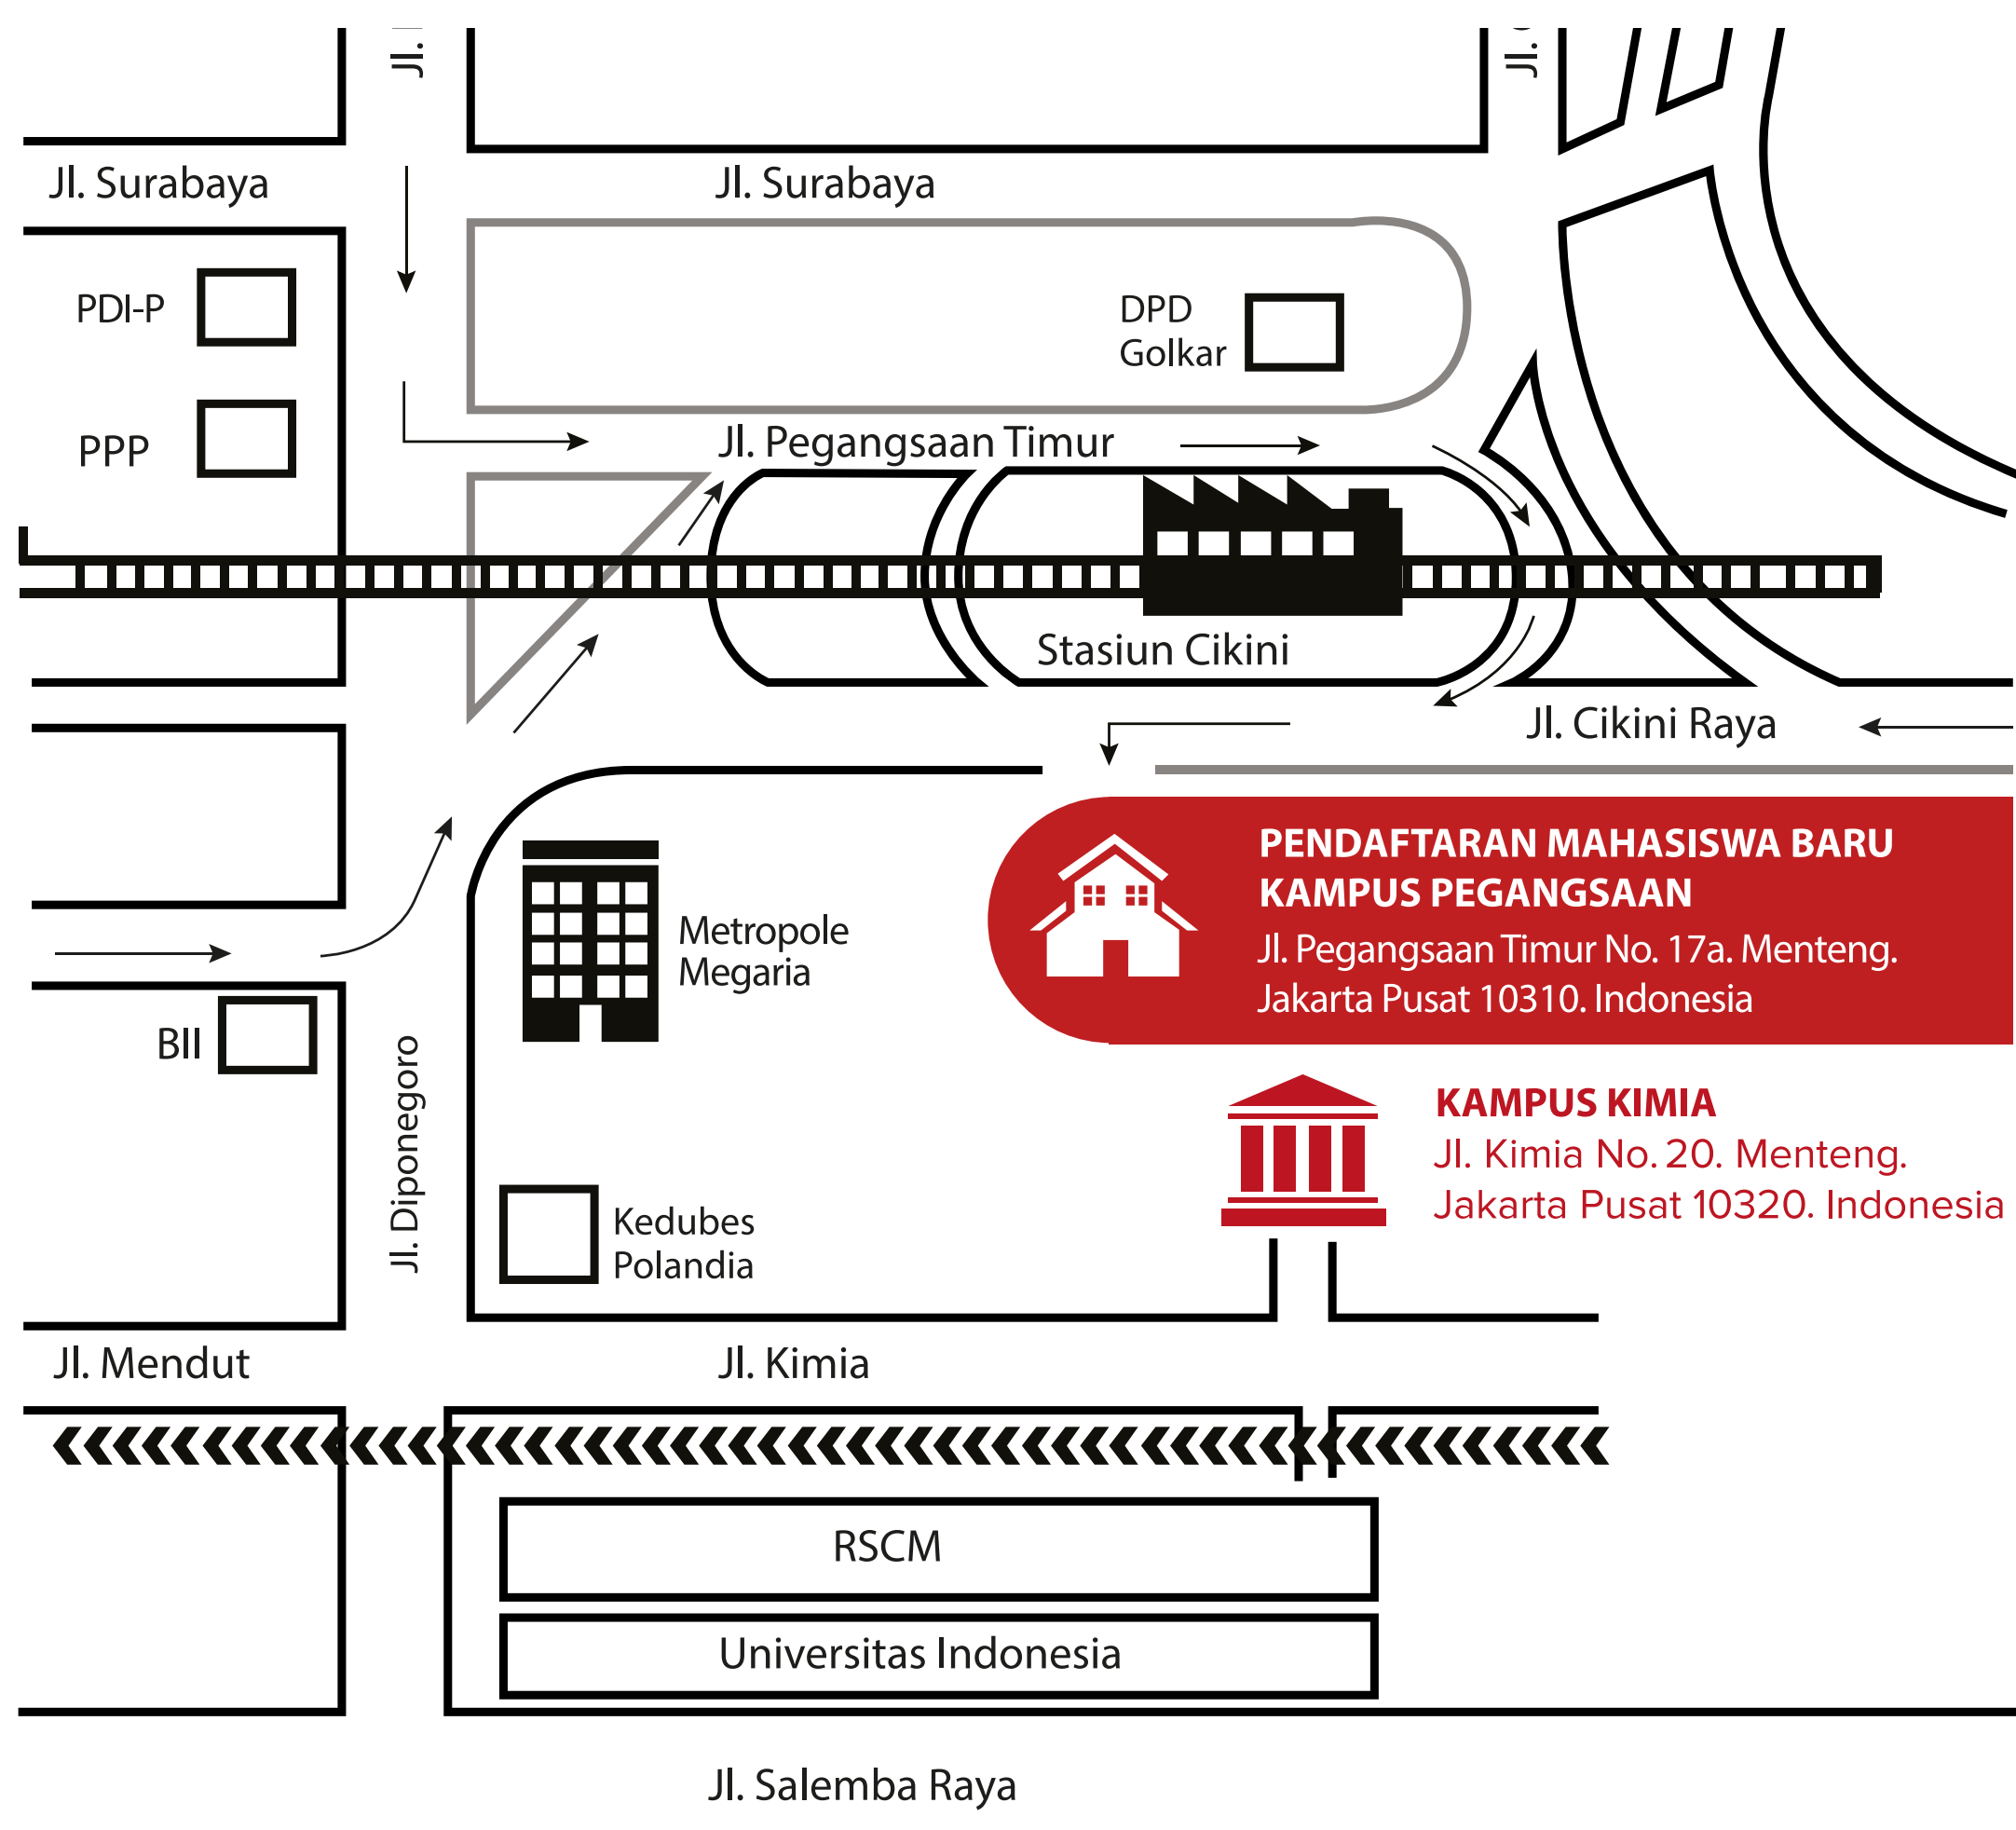 Jl.
Jl.
Jl. Surabaya
Jl. Surabaya
PDI-P
DPD
Golkar
PPP
Jl. Pegangsaan Timur
Stasiun Cikini
Jl. Cikini Raya
PENDAFTARAN MAHASISWA BARU
KAMPUS PEGANGSAAN
Jl. Pegangsaan Timur No. 17a. Menteng.
Jakarta Pusat 10310. Indonesia
Metropole
Megaria
BII
Jl. Diponegoro
KAMPUS KIMIA
Jl. Kimia No. 20. Menteng.
Jakarta Pusat 10320. Indonesia
Kedubes
Polandia
Jl. Mendut
Jl. Kimia
RSCM
Universitas Indonesia
Jl. Salemba Raya